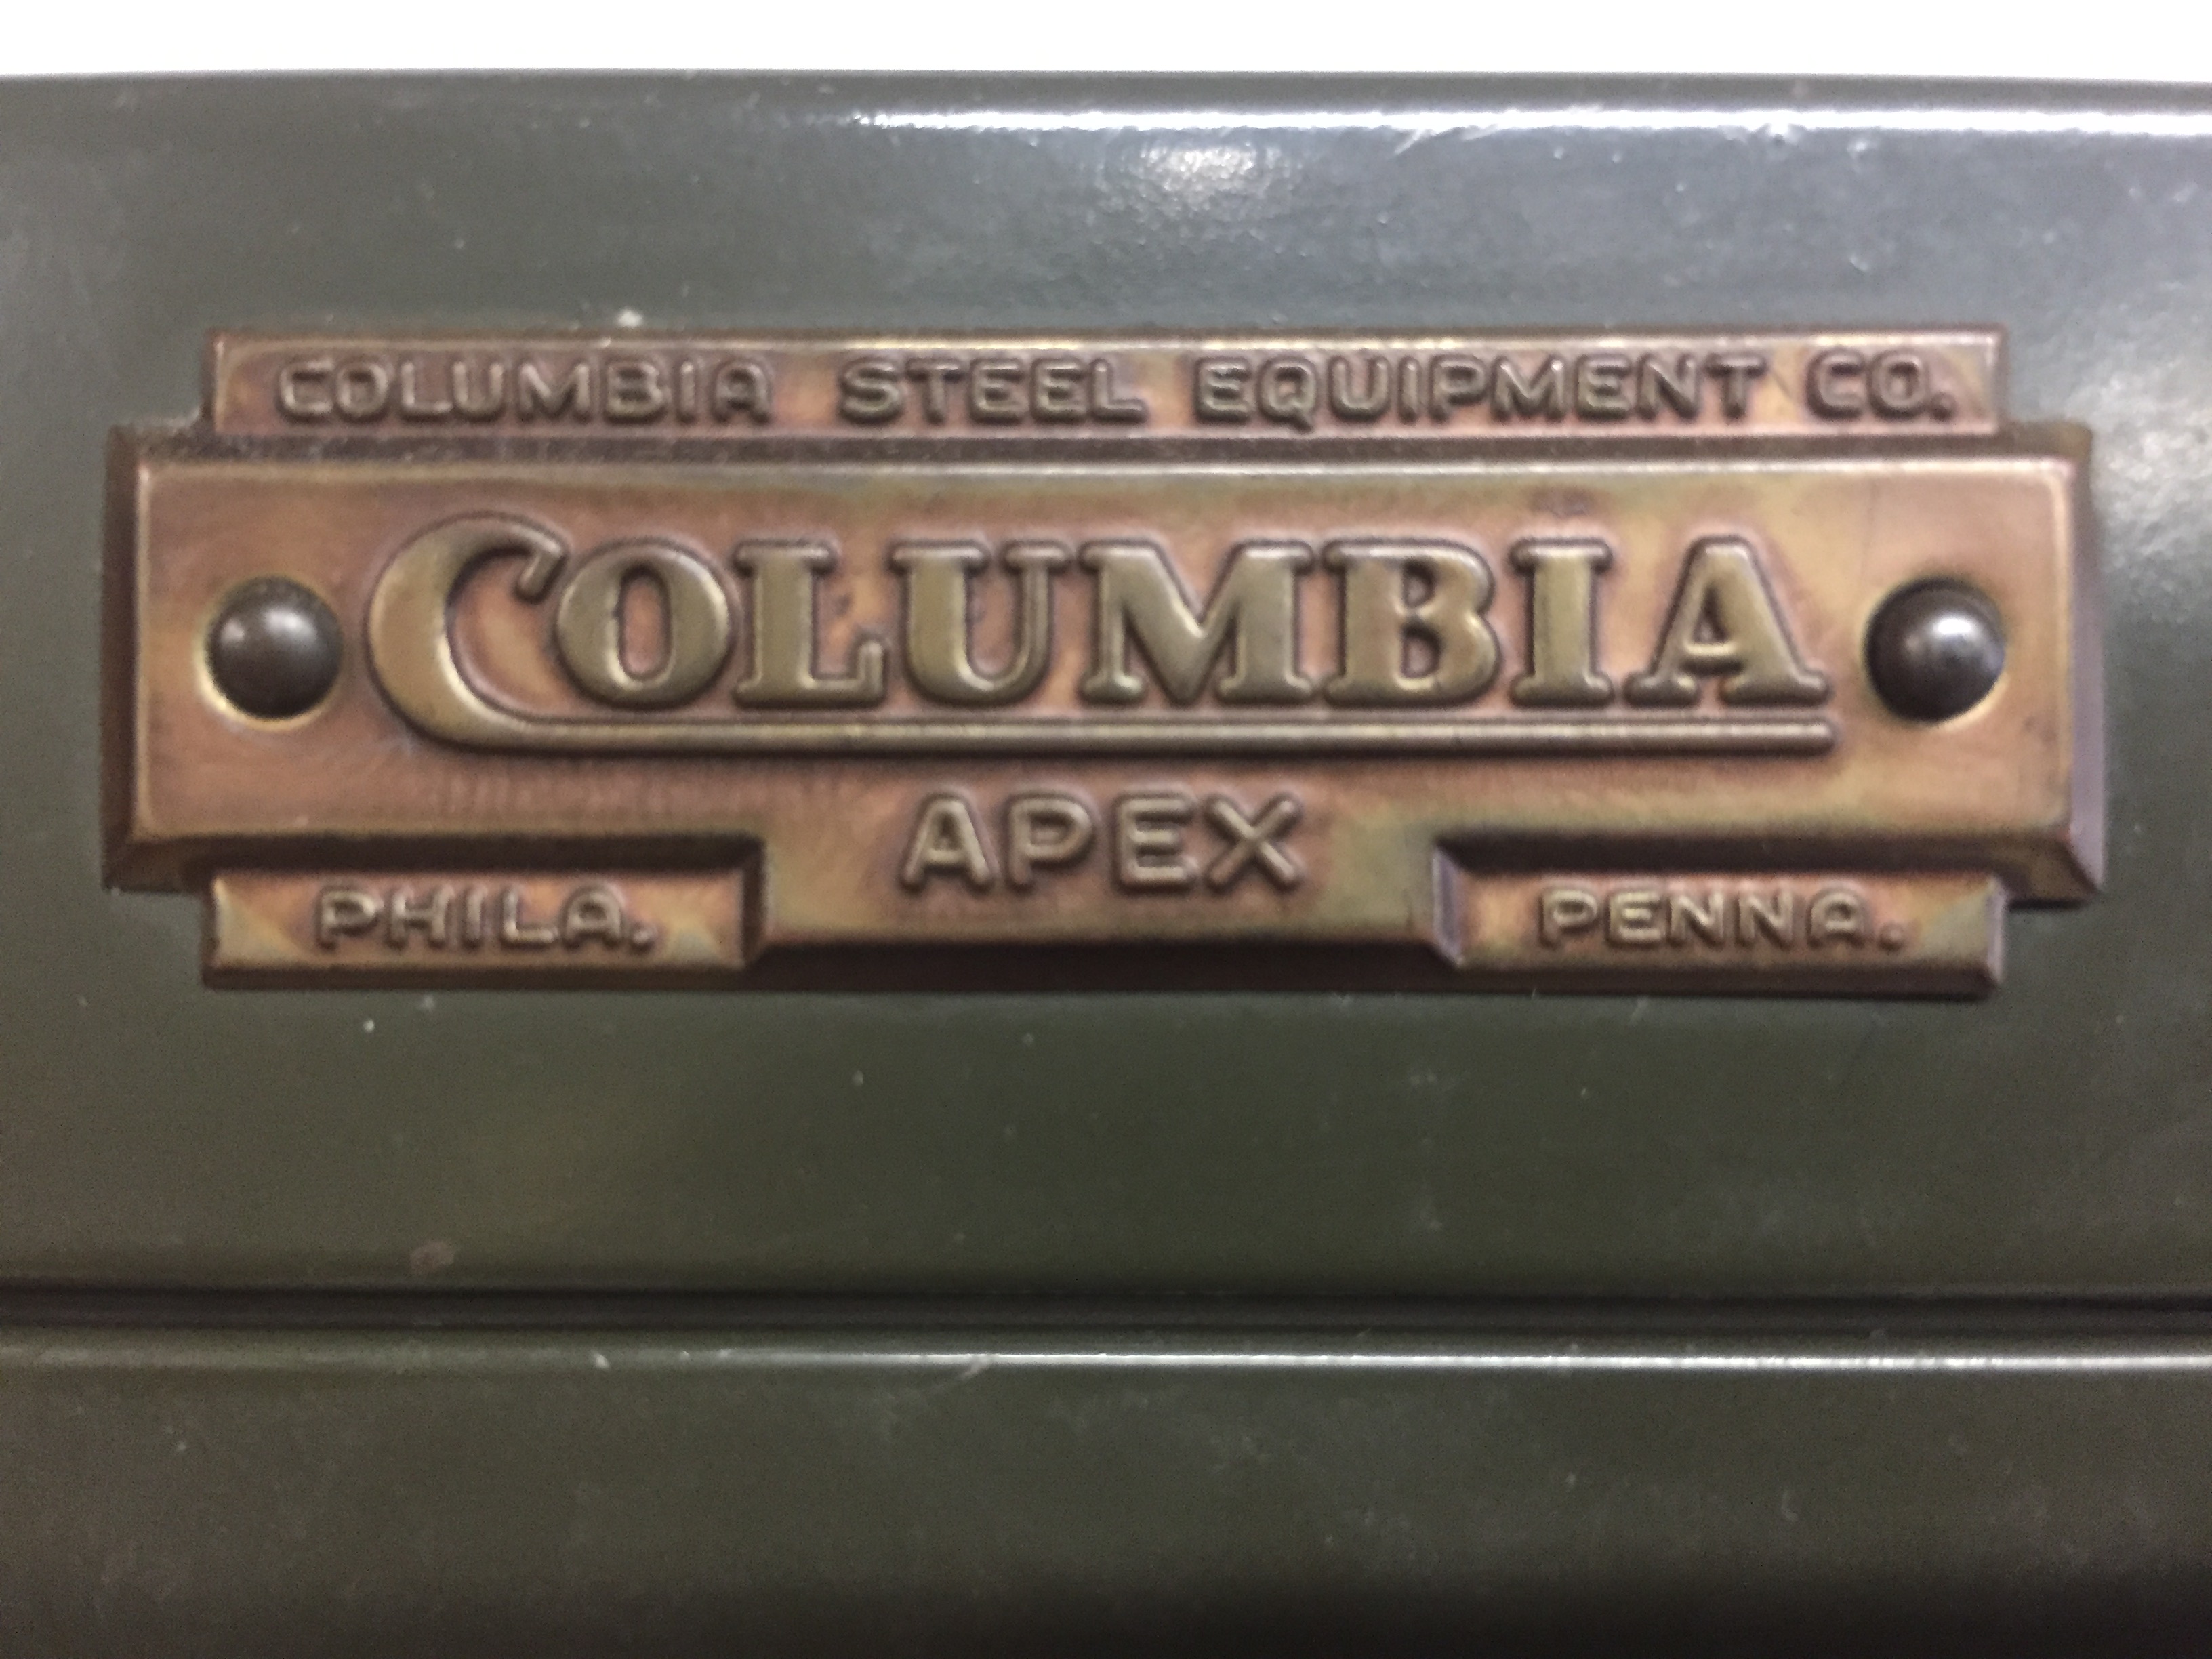 COLUMBIA STEEL EQUIPMENT CO.
COLUMBIA
APEX
PHILA. PENNA.